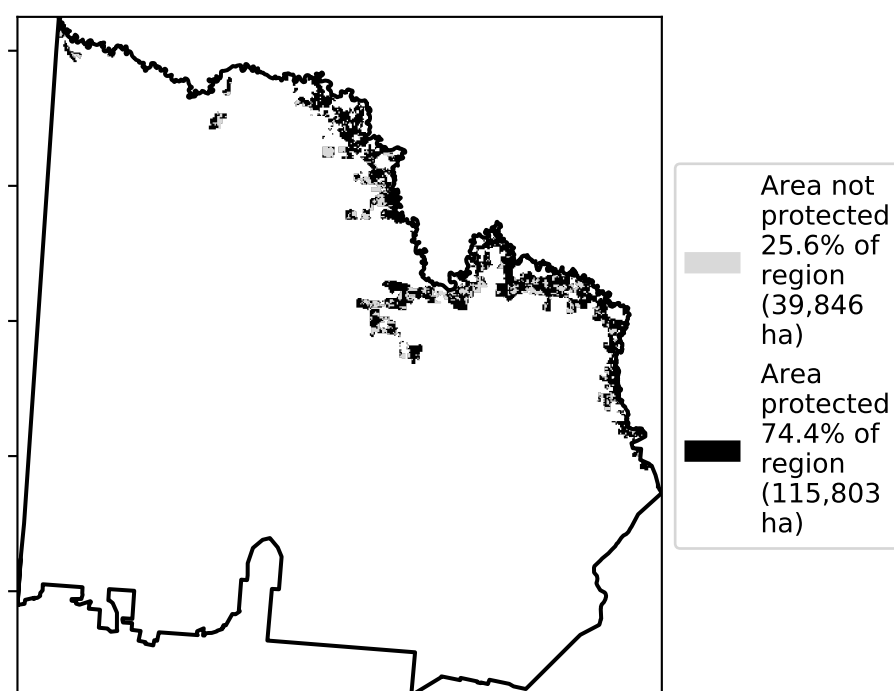 Area not
protected
25.6% of
region
(39,846
ha)
Area
protected
74.4% of
region
(115,803
ha)